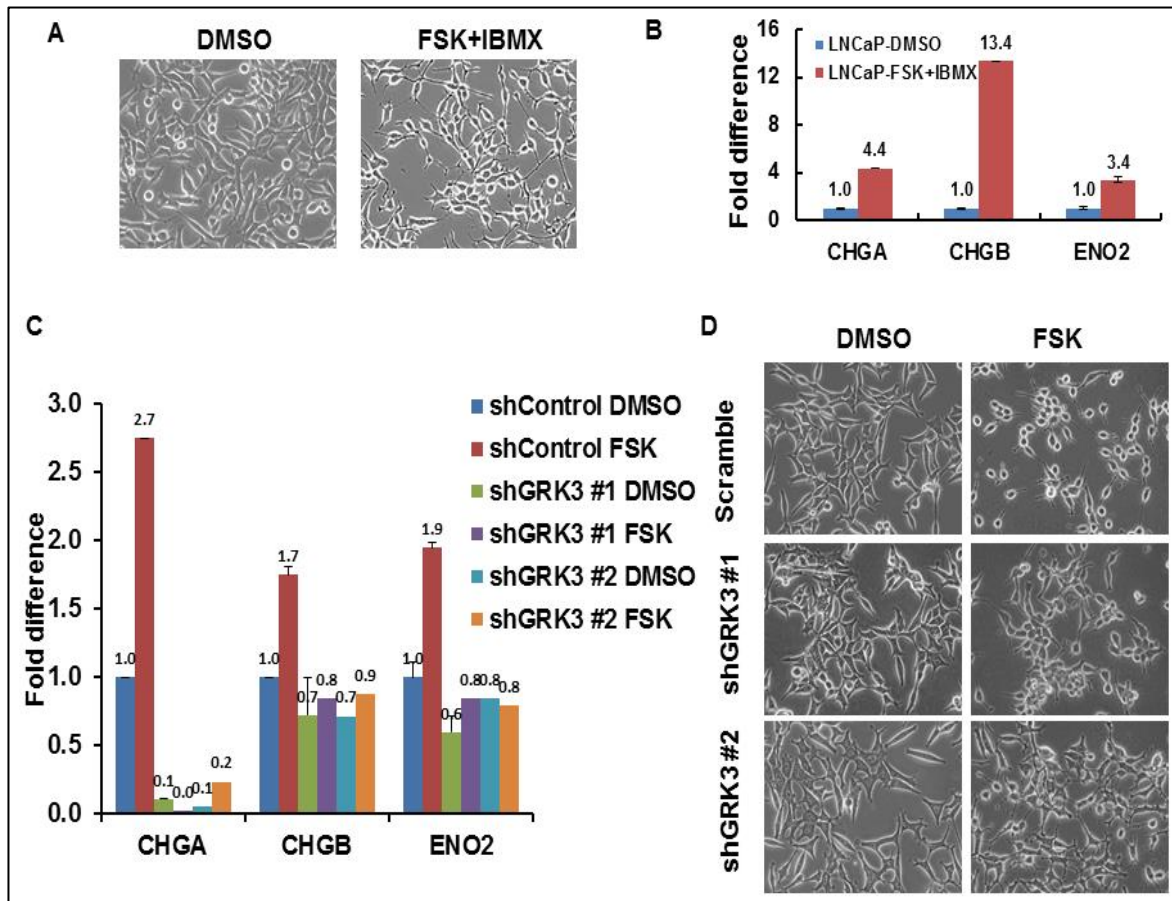 A
DMSO
FSK+IBMX
B
16
12
8
4
0
Fold difference
LNCaP-DMSO
LNCaP-FSK+IBMX
1.0
4.4
1.0
13.4
1.0
3.4
CHGA
CHGB
ENO2
C
3.0
2.5
2.0
1.5
1.0
0.5
0.0
Fold difference
shControl DMSO
shControl FSK
shGRK3 #1 DMSO
shGRK3 #1 FSK
shGRK3 #2 DMSO
shGRK3 #2 FSK
1.0
2.7
0.1
0.0
0.1
0.2
1.0
1.7
0.7
0.8
0.7
0.9
1.0
1.9
0.6
0.8
0.8
0.8
CHGA
CHGB
ENO2
D
DMSO
FSK
Scramble
shGRK3 #1
shGRK3 #2